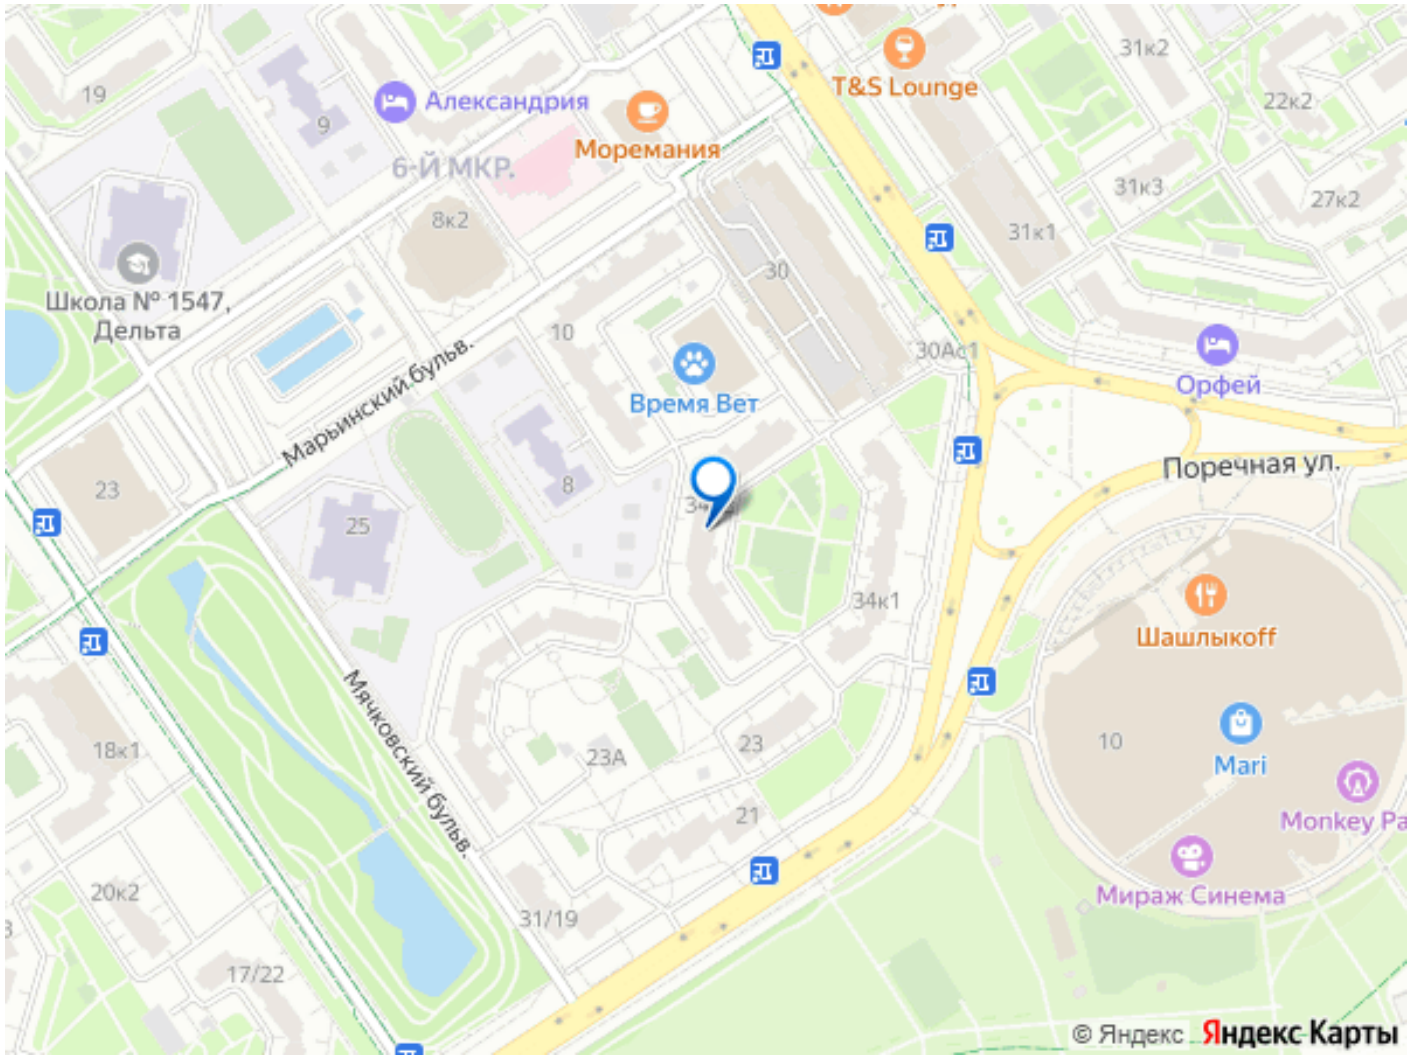 31к2
T&S Lounge
19
Александрия
22к2
9
Моремания
6-Й МКР.
31к3
27к2
8к2
31к1
30
Школа № 1547,
Дельта
10
30Ас1
Марьинский бульв.
Время Вет
Орфей
Поречная ул.
23
8
25
34к1
Шашлыкoff
Мячковский бульв.
18к1
23А
23
10
Mari
21
Monkey Pa
20к2
31/19
Мираж Синема
17/22
© Яндекс Яндекс Карты